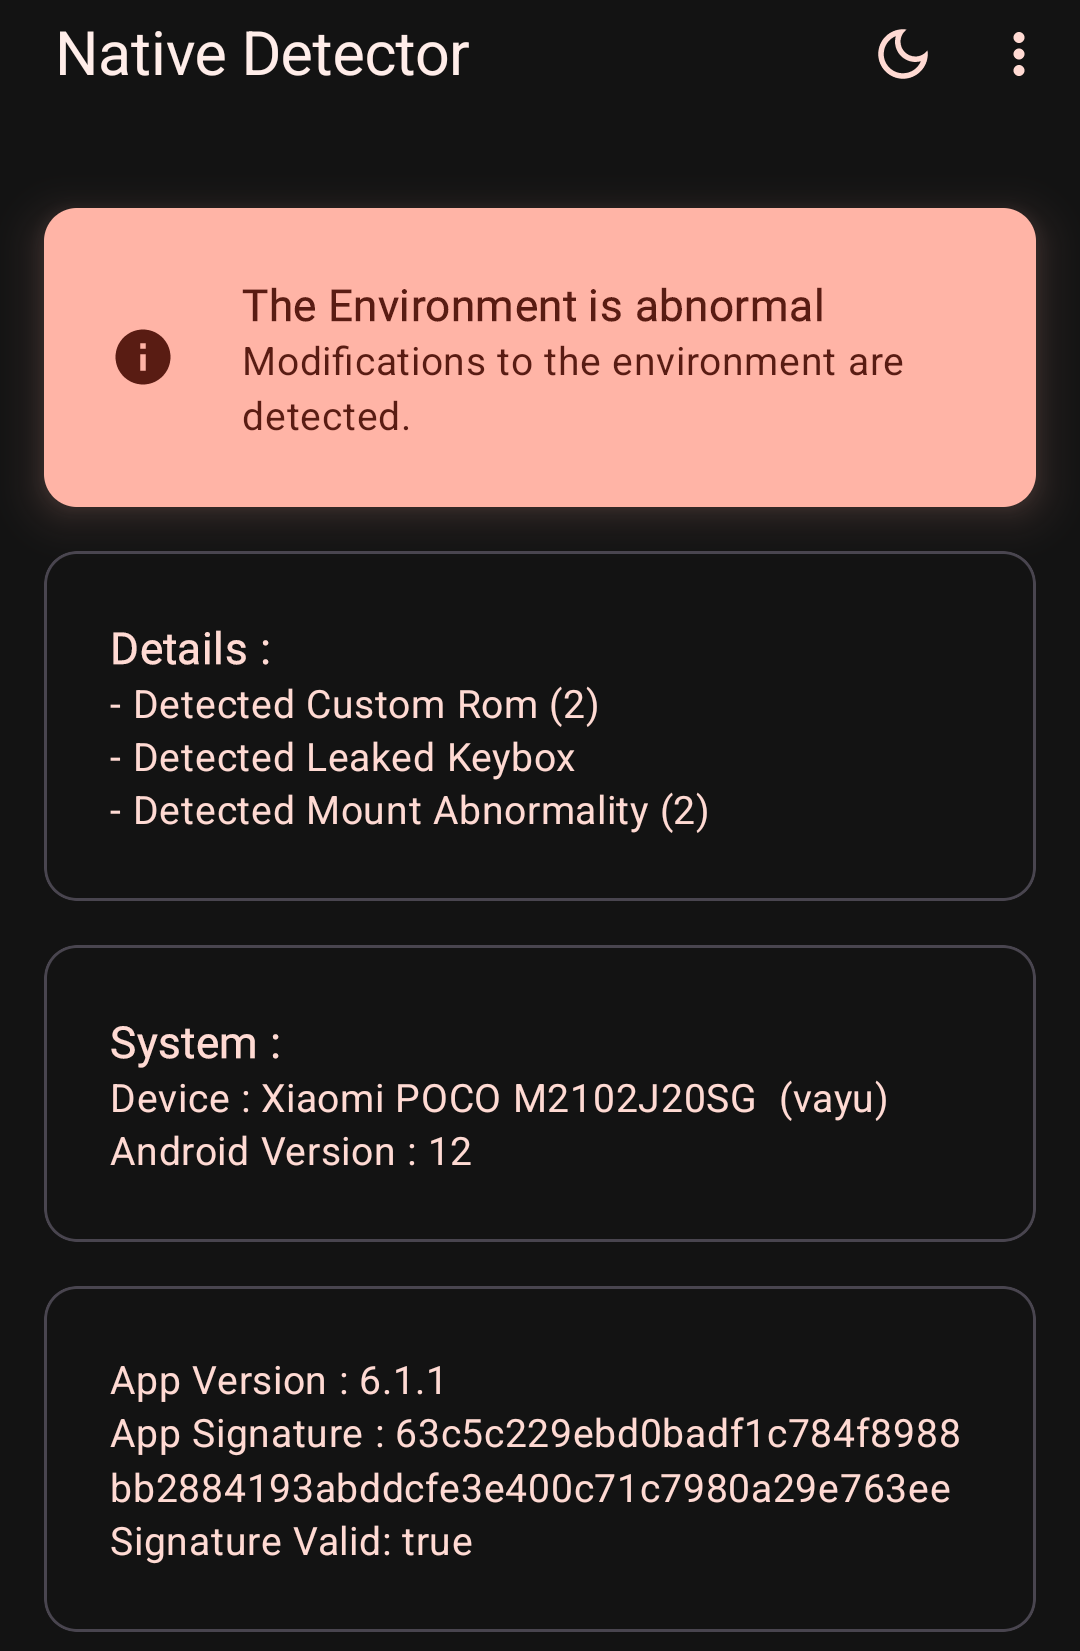 Native Detector
The Environment is abnormal
Modifications to the environment are
detected.
Details :
- Detected Custom Rom (2)
- Detected Leaked Keybox
- Detected Mount Abnormality (2)
System :
Device : Xiaomi POCO M2102J20SG  (vayu)
Android Version : 12
App Version : 6.1.1
App Signature : 63c5c229ebd0badf1c784f8988
bb2884193abddcfe3e400c71c7980a29e763ee
Signature Valid: true